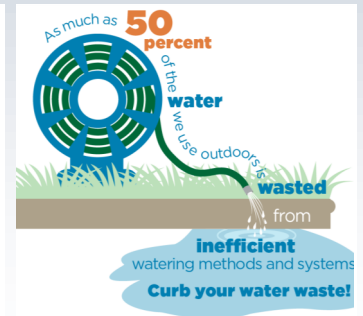 As much as 50
percent
of the
water
we use outdoors is
wasted
from
inefficient
watering methods and systems
Curb your water waste!